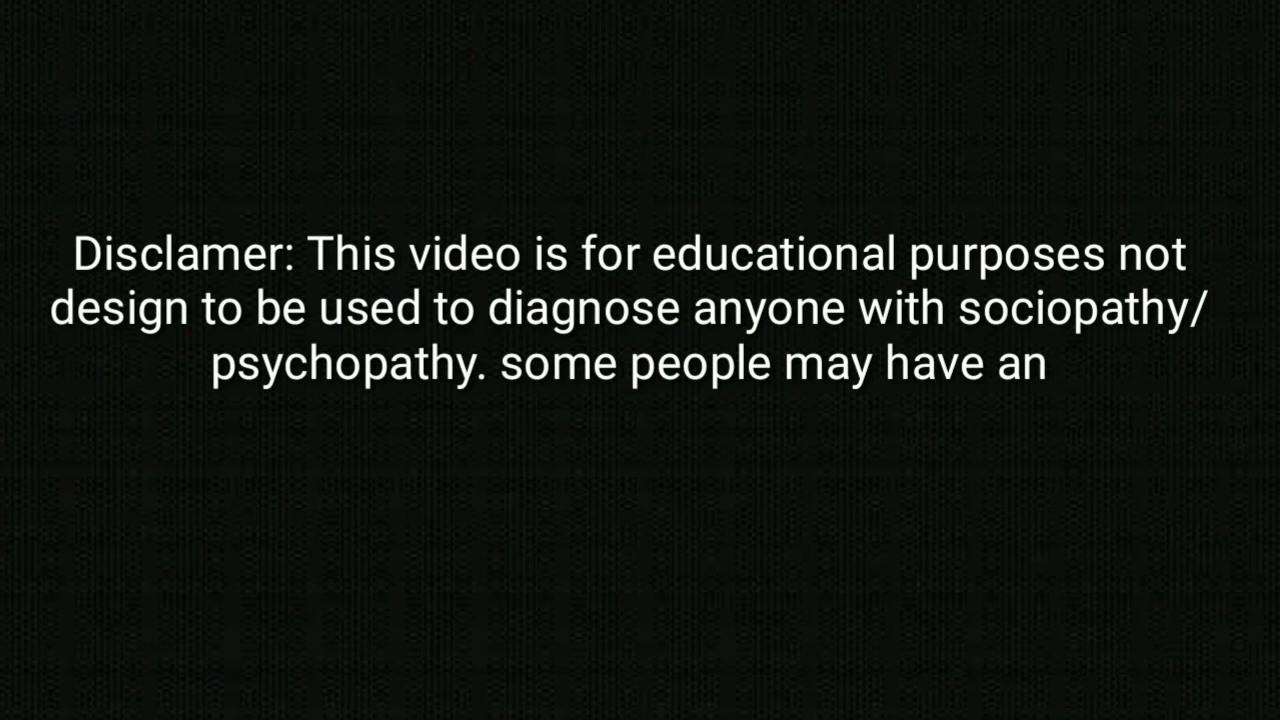 Disclamer: This video is for educational purposes not
design to be used to diagnose anyone with sociopathy/
psychopathy. some people may have an